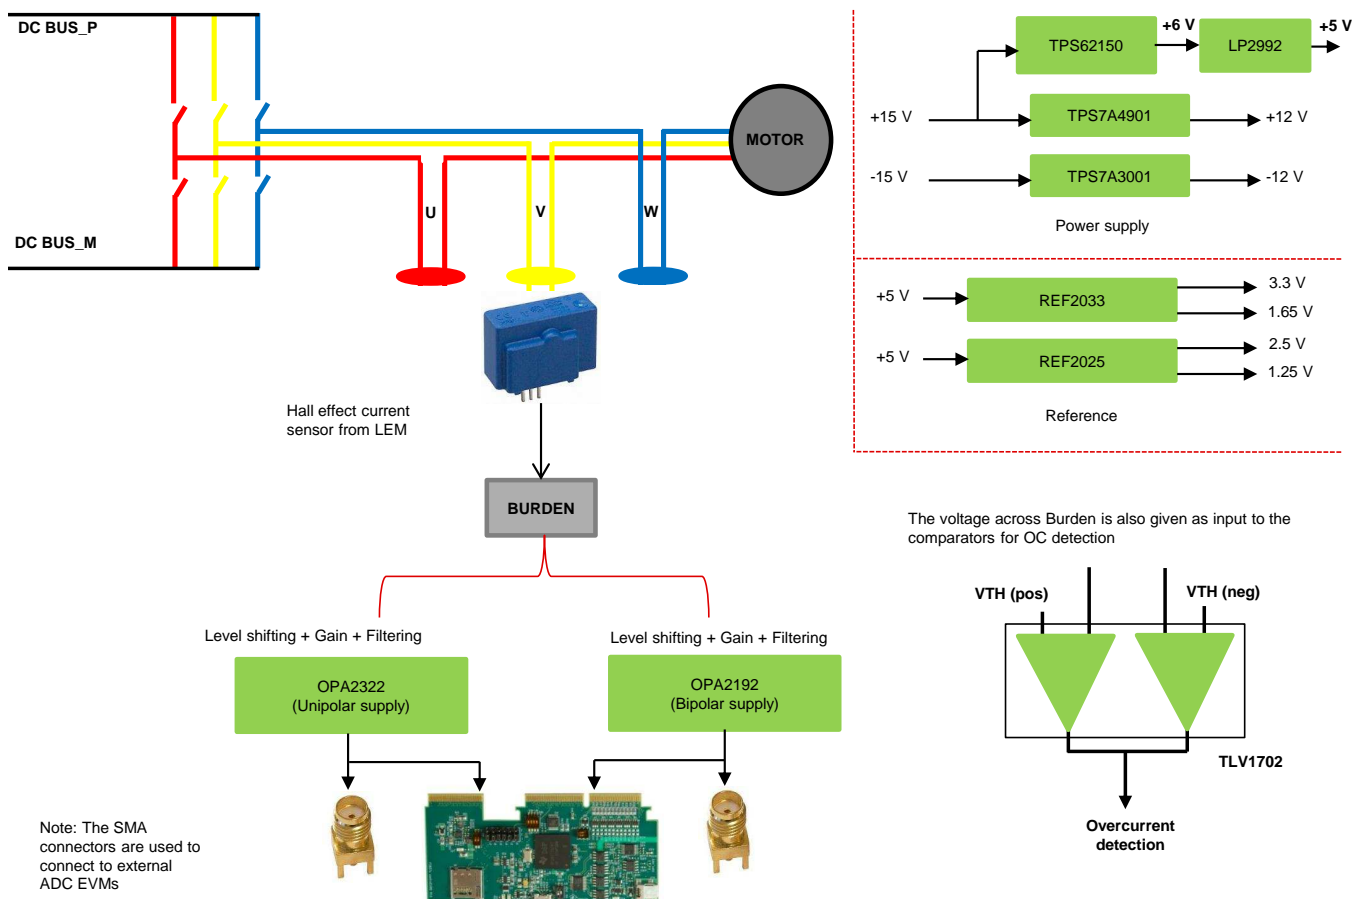 DC BUS_P
DC BUS_M
MOTOR
U
V
W
Hall effect current
sensor from LEM
BURDEN
Level shifting + Gain + Filtering
OPA2322
(Unipolar supply)
Level shifting + Gain + Filtering
OPA2192
(Bipolar supply)
Note: The SMA
connectors are used to
connect to external
ADC EVMs
TPS62150
+6 V
LP2992
+5 V
+15 V
TPS7A4901
+12 V
-15 V
TPS7A3001
-12 V
Power supply
+5 V
REF2033
3.3 V
1.65 V
+5 V
REF2025
2.5 V
1.25 V
Reference
The voltage across Burden is also given as input to the
comparators for OC detection
VTH (pos)
VTH (neg)
TLV1702
Overcurrent
detection